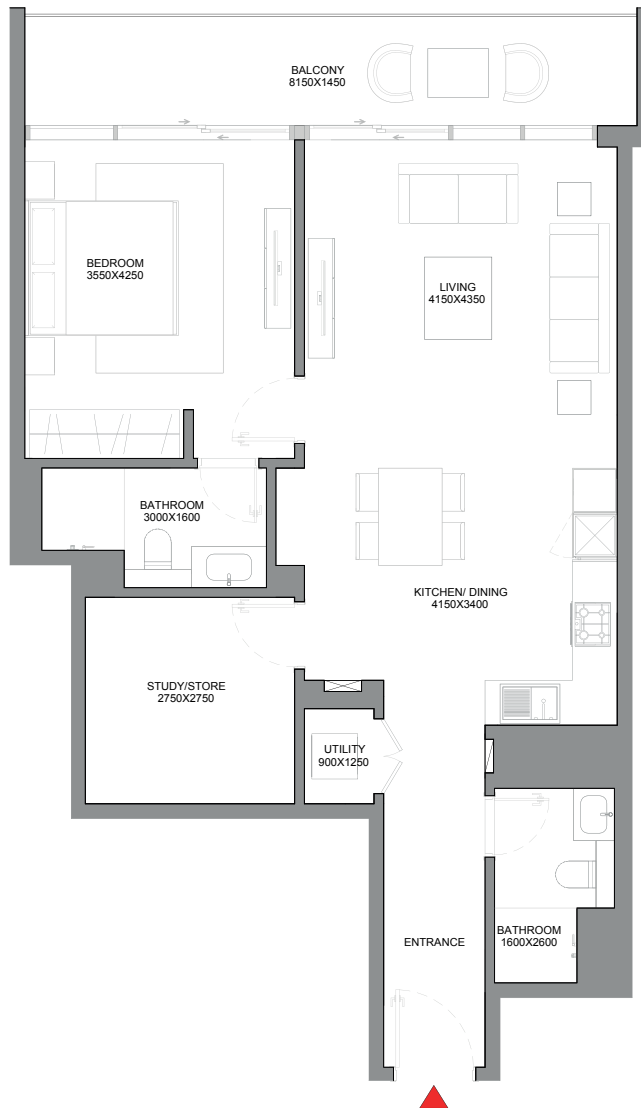 BALCONY
8150X1450
BEDROOM
3550X4250
LIVING
4150X4350
BATHROOM
3000X1600
KITCHEN/ DINING
4150X3400
STUDY/STORE
2750X2750
UTILITY
900X1250
ENTRANCE
BATHROOM
1600X2600